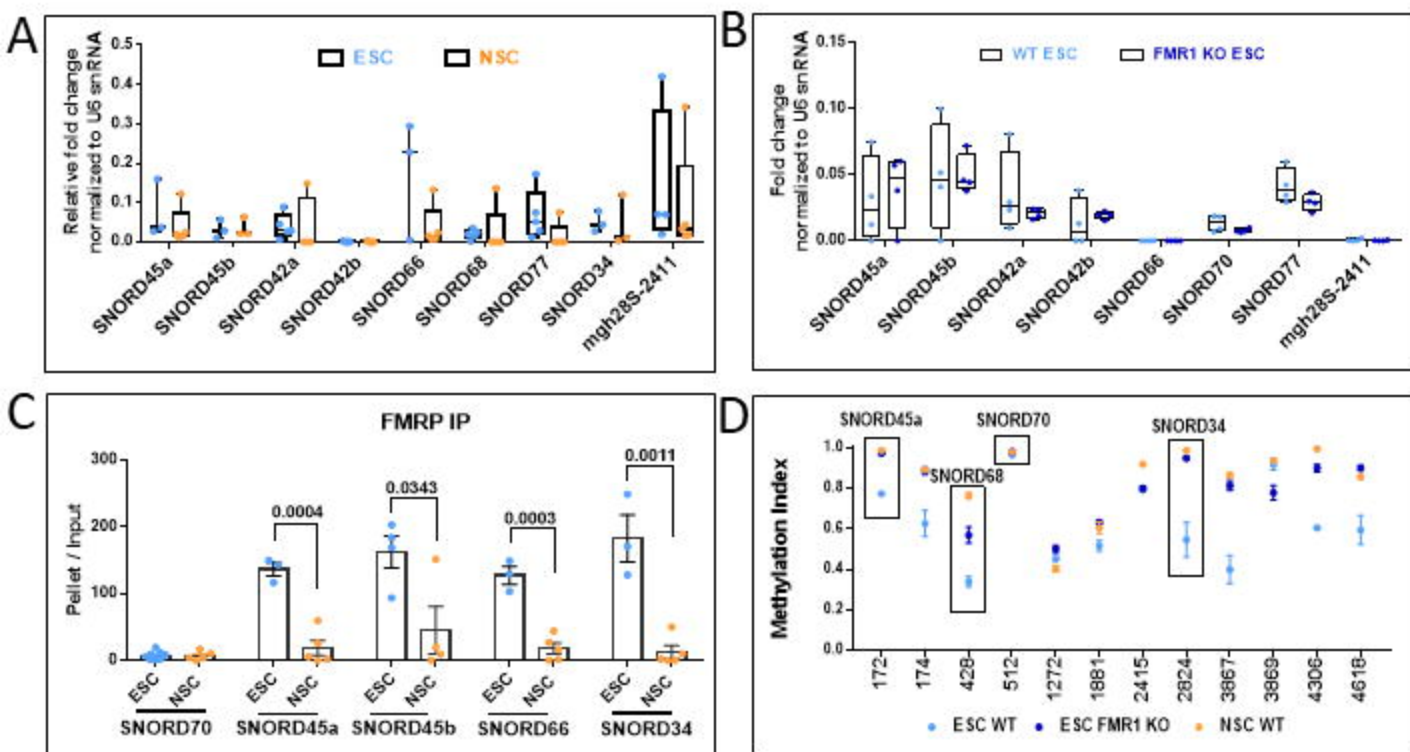 A
Relative fold change
normalized to U6 snRNA
0.5
0.4
0.3
0.2
0.1
0.0
ESC
NSC
SNORD45a
SNORD45b
SNORD42a
SNORD42b
SNORD66
SNORD68
SNORD77
SNORD34
mgh28S-2411
B
Fold change
normalized to U6 snRNA
0.15
0.10
0.05
0.00
WT ESC
FMR1 KO ESC
SNORD45a
SNORD45b
SNORD42a
SNORD42b
SNORD66
SNORD70
SNORD77
mgh28S-2411
C
FMRP IP
Pellet / Input
300
200
100
0
0.0004
0.0343
0.0003
0.0011
ESC
NSC
ESC
NSC
ESC
NSC
ESC
NSC
ESC
NSC
SNORD70
SNORD45a
SNORD45b
SNORD66
SNORD34
D
Methylation Index
1.0
0.8
0.6
0.4
0.2
0.0
SNORD45a
SNORD68
SNORD70
SNORD34
172
174
428
512
1272
1881
2415
2824
3867
3869
4306
4618
ESC WT
ESC FMR1 KO
NSC WT